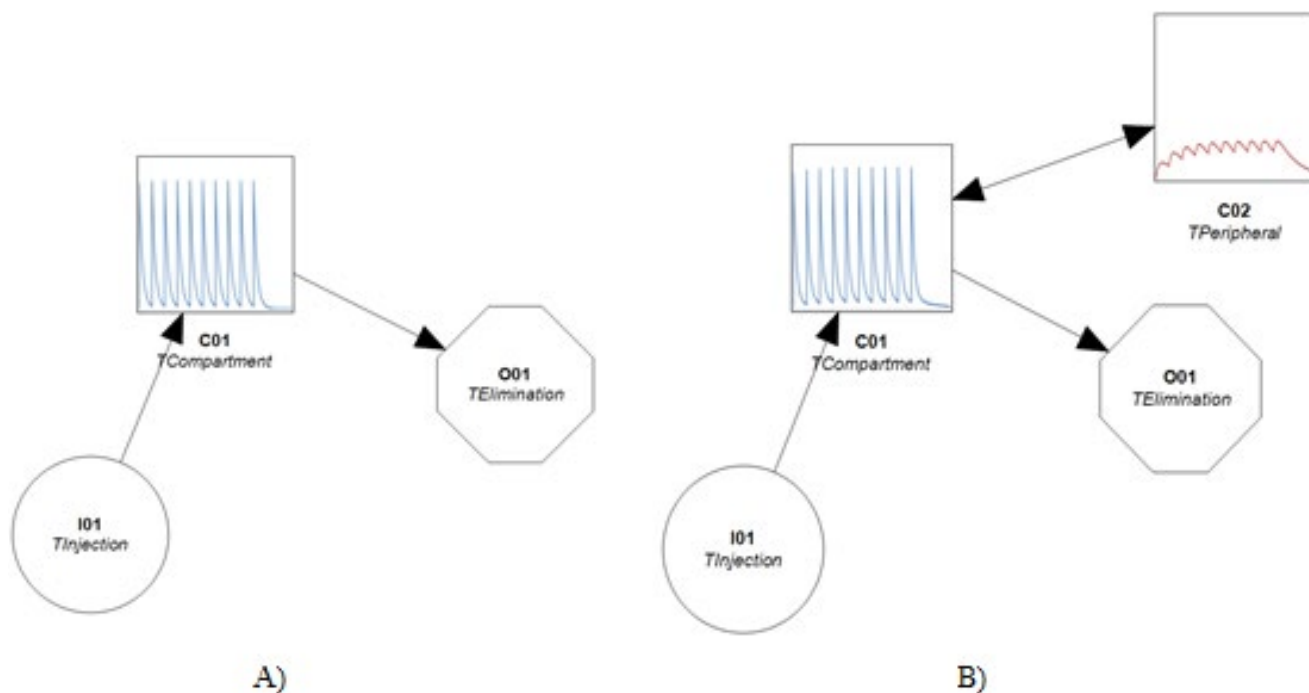 C01
TCompartment
O01
TElimination
I01
TInjection
A)
C02
TPeripheral
C01
TCompartment
O01
TElimination
I01
TInjection
B)